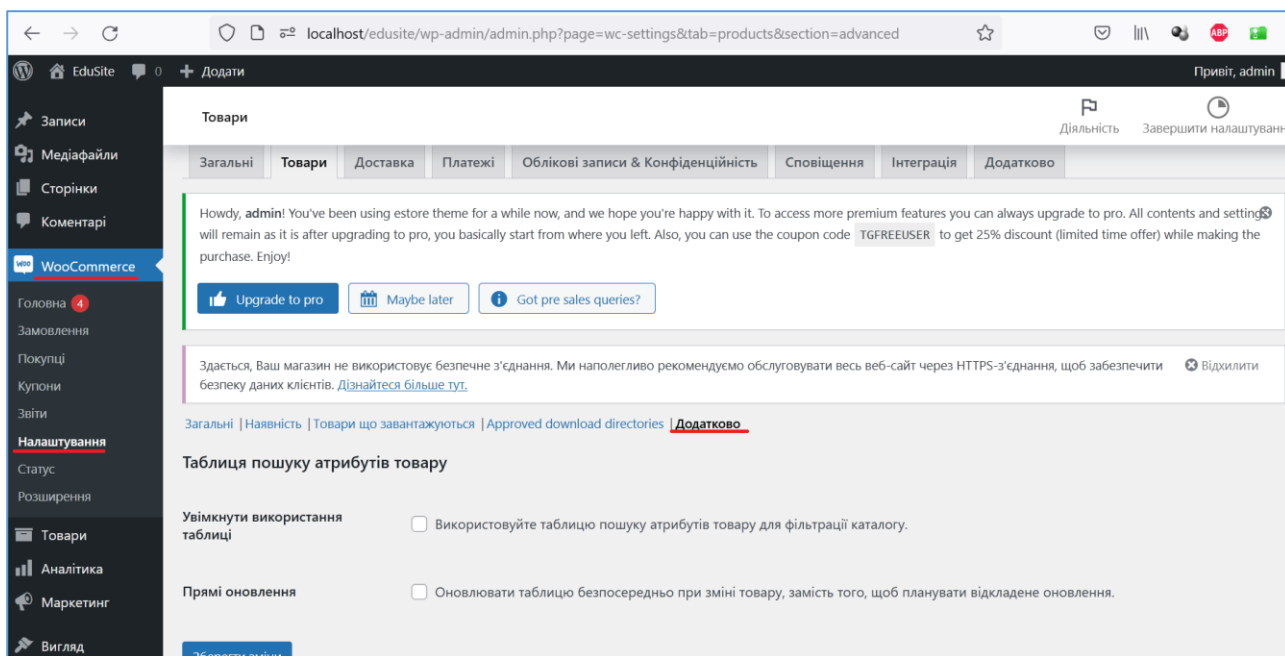 localhost/edusite/wp-admin/admin.php?page=wc-settings&tab=products&section=advanced
ABP
EduSite 0 Додати
Привіт, admin
Записи
Медіафайли
Сторінки
Коментарі
Woo WooCommerce
Головна 4
Замовлення
Покупці
Купони
Звіти
Налаштування
Статус
Розширення
Товари
Аналітика
Маркетинг
Вигляд
Товари
Діяльність
Завершити налаштуванн
Загальні Товари Доставка Платежі Облікові записи & Конфіденційність Сповіщення Інтеграція Додатково
Howdy, admin! You've been using estore theme for a while now, and we hope you're happy with it. To access more premium features you can always upgrade to pro. All contents and setting
will remain as it is after upgrading to pro, you basically start from where you left. Also, you can use the coupon code TGFREEUSER to get 25% discount (limited time offer) while making the
purchase. Enjoy!
Upgrade to pro Maybe later Got pre sales queries?
Здається, Ваш магазин не використовує безпечне з'єднання. Ми наполегливо рекомендуємо обслуговувати весь веб-сайт через HTTPS-з'єднання, щоб забезпечити
безпеку даних клієнтів. Дізнайтеся більше тут.
Відхилити
Загальні | Наявність | Товари що завантажуються | Approved download directories | Додатково
Таблиця пошуку атрибутів товару
Увімкнути використання
таблиці
Використовуйте таблицю пошуку атрибутів товару для фільтрації каталогу.
Прямі оновлення
Оновлювати таблицю безпосередньо при зміні товару, замість того, щоб планувати відкладене оновлення.
Зберегти зміни